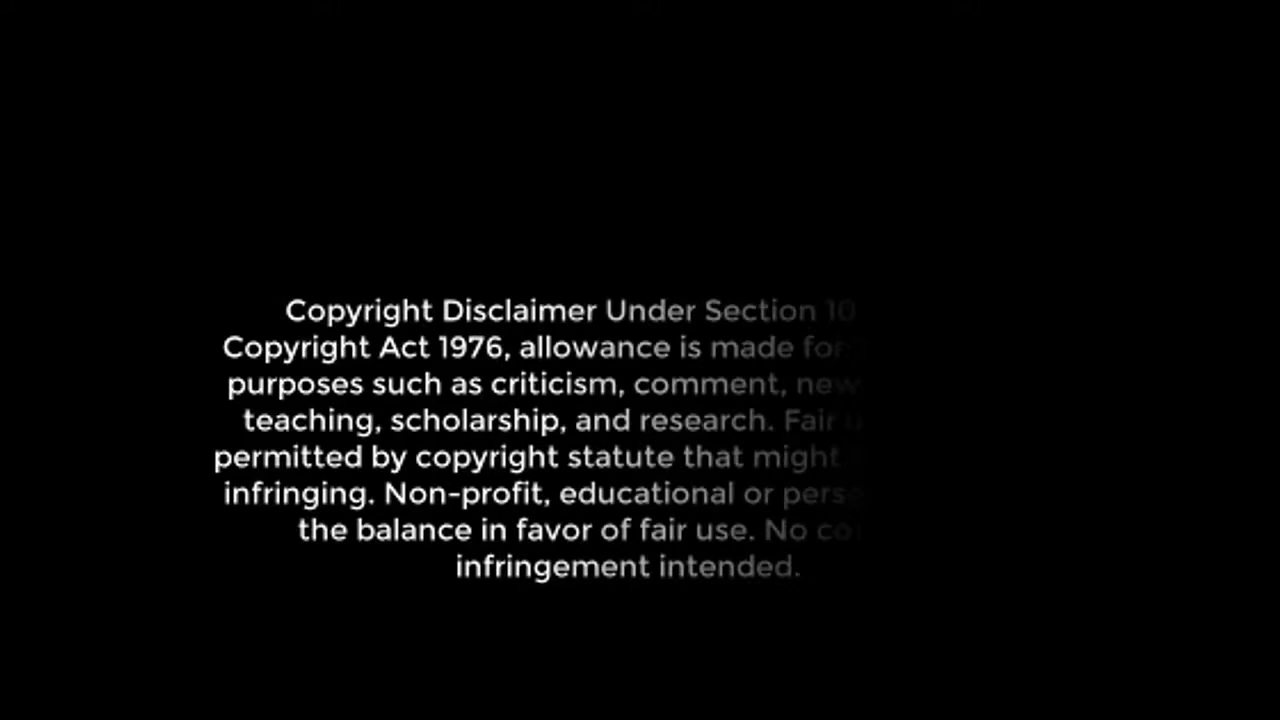 Copyright Disclaimer Under Section
Copyright Act 1976, allowance is made for
purposes such as criticism, comment,
teaching, scholarship, and research. Fair
permitted by copyright statute that might
infringing. Non-profit, educational or
the balance in favor of fair use. No
infringement intended.